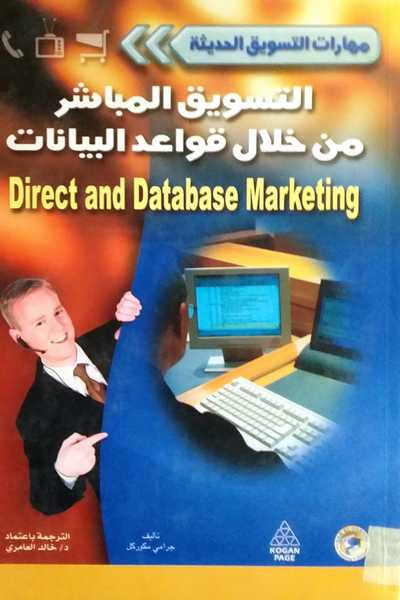 مهارات التسويق الحديثة
التسويق المباشر
من خلال قواعد البيانات
Direct and Database Marketing
الترجمة باعتماد
د/ خالد العامري
تأليف
جرامي مكوركل
KOGAN
PAGE